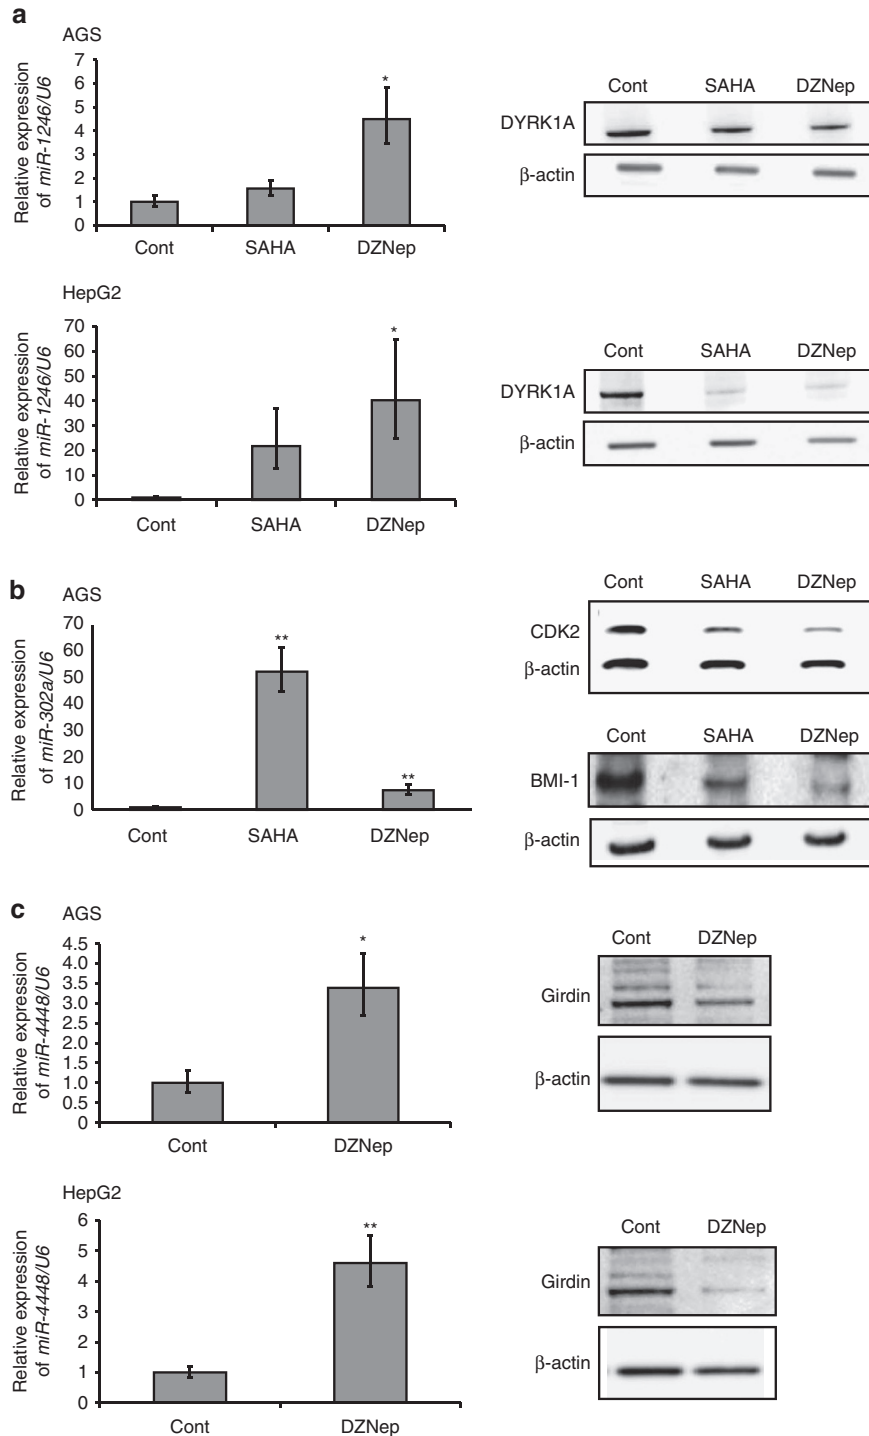 a
AGS
Relative expression
of miR-1246/U6
7
6
5
4
3
2
1
0
*
Cont SAHA DZNep
Cont SAHA DZNep
DYRK1A
β-actin
HepG2
Relative expression
of miR-1246/U6
70
60
50
40
30
20
10
0
*
Cont SAHA DZNep
Cont SAHA DZNep
DYRK1A
β-actin
b
AGS
Relative expression
of miR-302a/U6
70
60
50
40
30
20
10
0
**
**
Cont SAHA DZNep
Cont SAHA DZNep
CDK2
β-actin
Cont SAHA DZNep
BMI-1
β-actin
c
AGS
Relative expression
of miR-4448/U6
4.5
4.0
3.5
3.0
2.5
2.0
1.5
1.0
0.5
0
*
Cont DZNep
Cont DZNep
Girdin
β-actin
HepG2
Relative expression
of miR-4448/U6
6
5
4
3
2
1
0
**
Cont DZNep
Cont DZNep
Girdin
β-actin